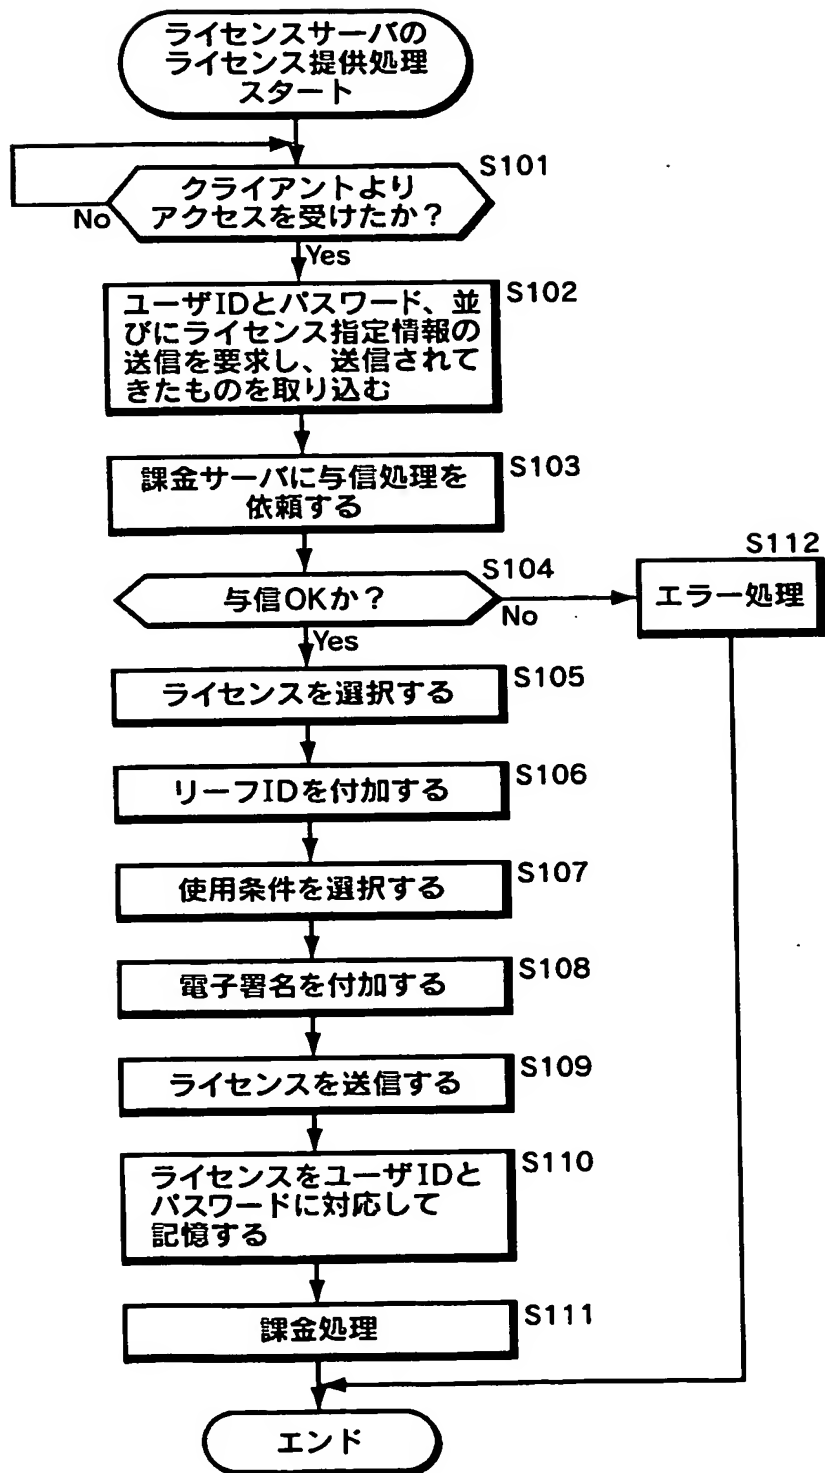 ライセンスサーバの
ライセンス提供処理
スタート
S101
クライアントより
アクセスを受けたか？
No
Yes
S102
ユーザIDとパスワード、並
びにライセンス指定情報の
送信を要求し、送信されて
きたものを取り込む
S103
課金サーバに与信処理を
依頼する
S104
与信OKか？
No
Yes
S112
エラー処理
S105
ライセンスを選択する
S106
リーフIDを付加する
S107
使用条件を選択する
S108
電子署名を付加する
S109
ライセンスを送信する
S110
ライセンスをユーザIDと
パスワードに対応して
記憶する
S111
課金処理
エンド